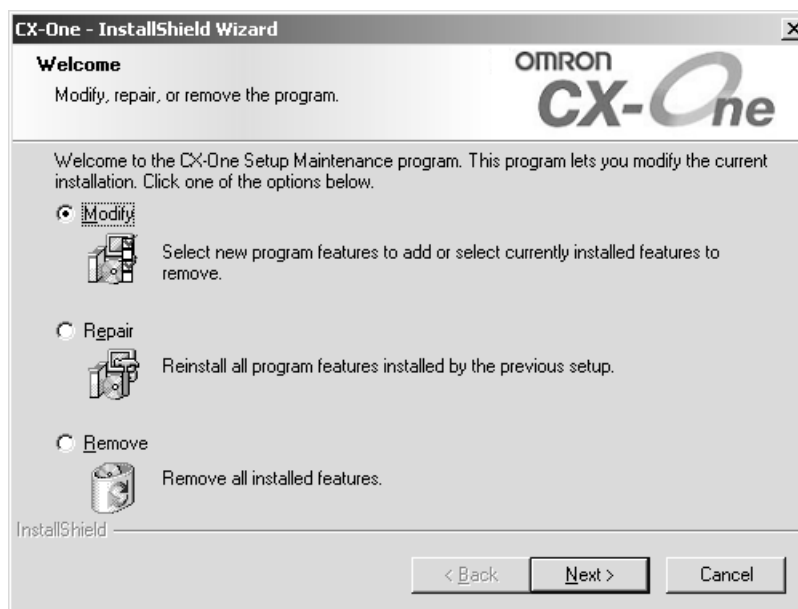 CX-One - InstallShield Wizard
Welcome
Modify, repair, or remove the program.
OMRON
CX-One
Welcome to the CX-One Setup Maintenance program. This program lets you modify the current
installation. Click one of the options below.
Modify
Select new program features to add or select currently installed features to
remove.
Repair
Reinstall all program features installed by the previous setup.
Remove
Remove all installed features.
InstallShield
< Back
Next >
Cancel